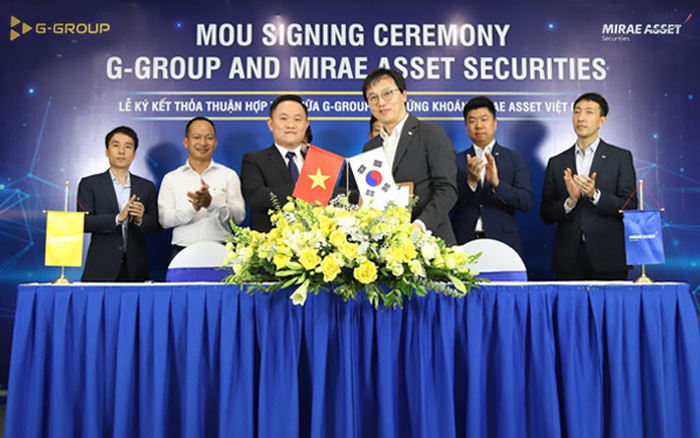 G-GROUP
MIRAE ASSET
Securities
MOU SIGNING CEREMONY
G-GROUP AND MIRAE ASSET SECURITIES
LỄ KÝ KẾT THỎA THUẬN HỢP G-GROUP ASSET VIỆT